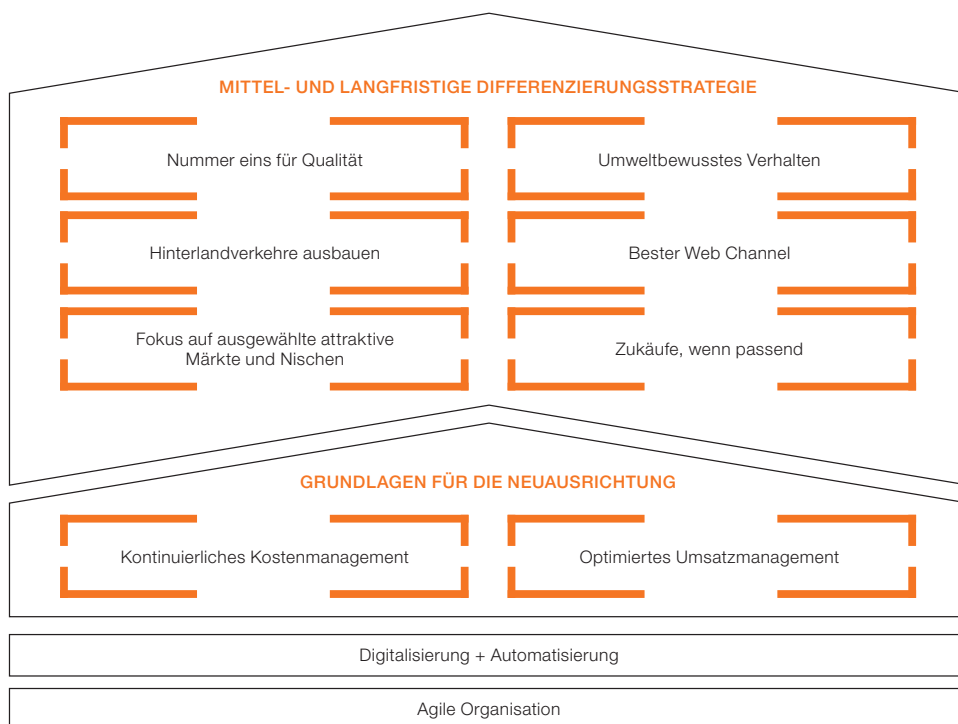 MITTEL- UND LANGFRISTIGE DIFFERENZIERUNGSSTRATEGIE
Nummer eins für Qualität
Umweltbewusstes Verhalten
Hinterlandverkehre ausbauen
Bester Web Channel
Fokus auf ausgewählte attraktive
Märkte und Nischen
Zukäufe, wenn passend
GRUNDLAGEN FÜR DIE NEUAUSRICHTUNG
Kontinuierliches Kostenmanagement
Optimiertes Umsatzmanagement
Digitalisierung + Automatisierung
Agile Organisation